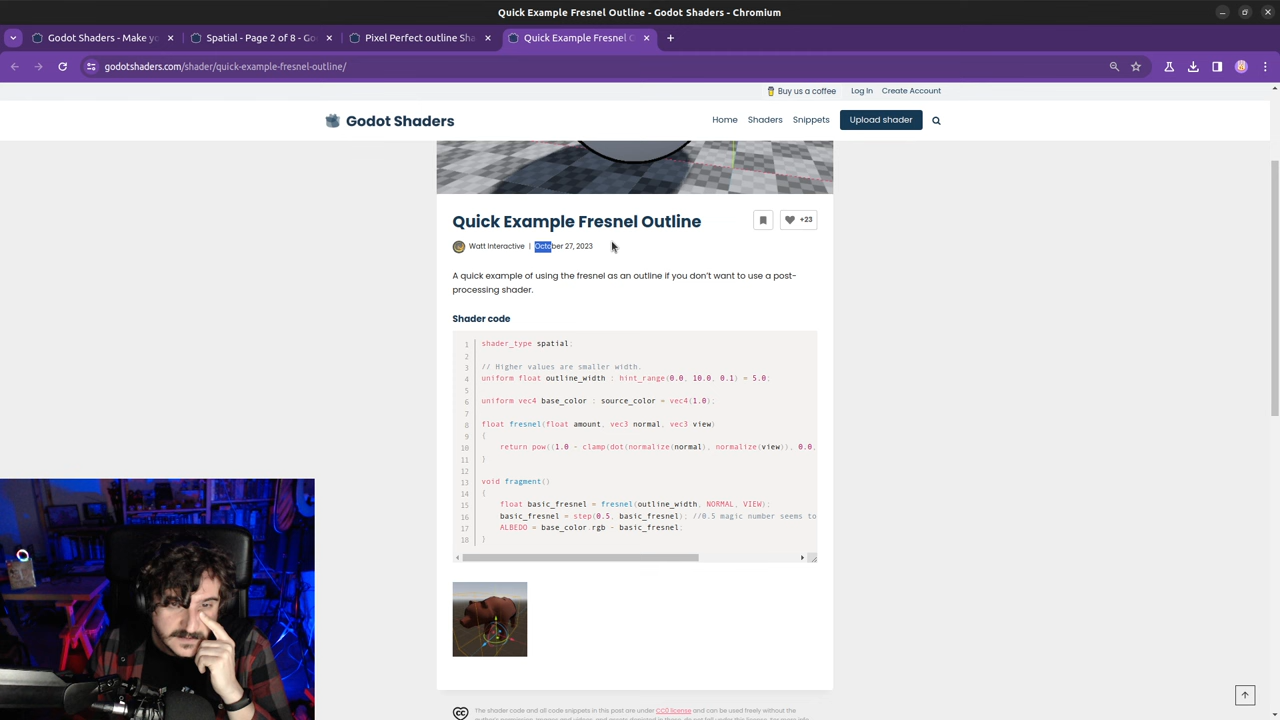 Quick Example Fresnel Outline - Godot Shaders - Chromium
Godot Shaders - Make yo
Spatial - Page 2 of 8 - Go
Pixel Perfect outline Sha
Quick Example Fresnel O
godotshaders.com/shader/quick-example-fresnel-outline/
Buy us a coffee
Log In
Create Account
Godot Shaders
Home
Shaders
Snippets
Upload shader
Quick Example Fresnel Outline
+23
Watt Interactive | October 27, 2023
A quick example of using the fresnel as an outline if you don’t want to use a post-
processing shader.
Shader code
1 shader_type spatial;
2
3 // Higher values are smaller width.
4 uniform float outline_width : hint_range(0.0, 10.0, 0.1) = 5.0;
5
6 uniform vec4 base_color : source_color = vec4(1.0);
7
8 float fresnel(float amount, vec3 normal, vec3 view)
9 {
10 return pow((1.0 - clamp(dot(normalize(normal), normalize(view)), 0.0,
11 }
12
13 void fragment()
14 {
15 float basic_fresnel = fresnel(outline_width, NORMAL, VIEW);
16 basic_fresnel = step(0.5, basic_fresnel); //0.5 magic number seems to
17 ALBEDO = base_color.rgb - basic_fresnel;
18 }
cc
The shader code and all code snippets in this post are under CC0 license and can be used freely without the